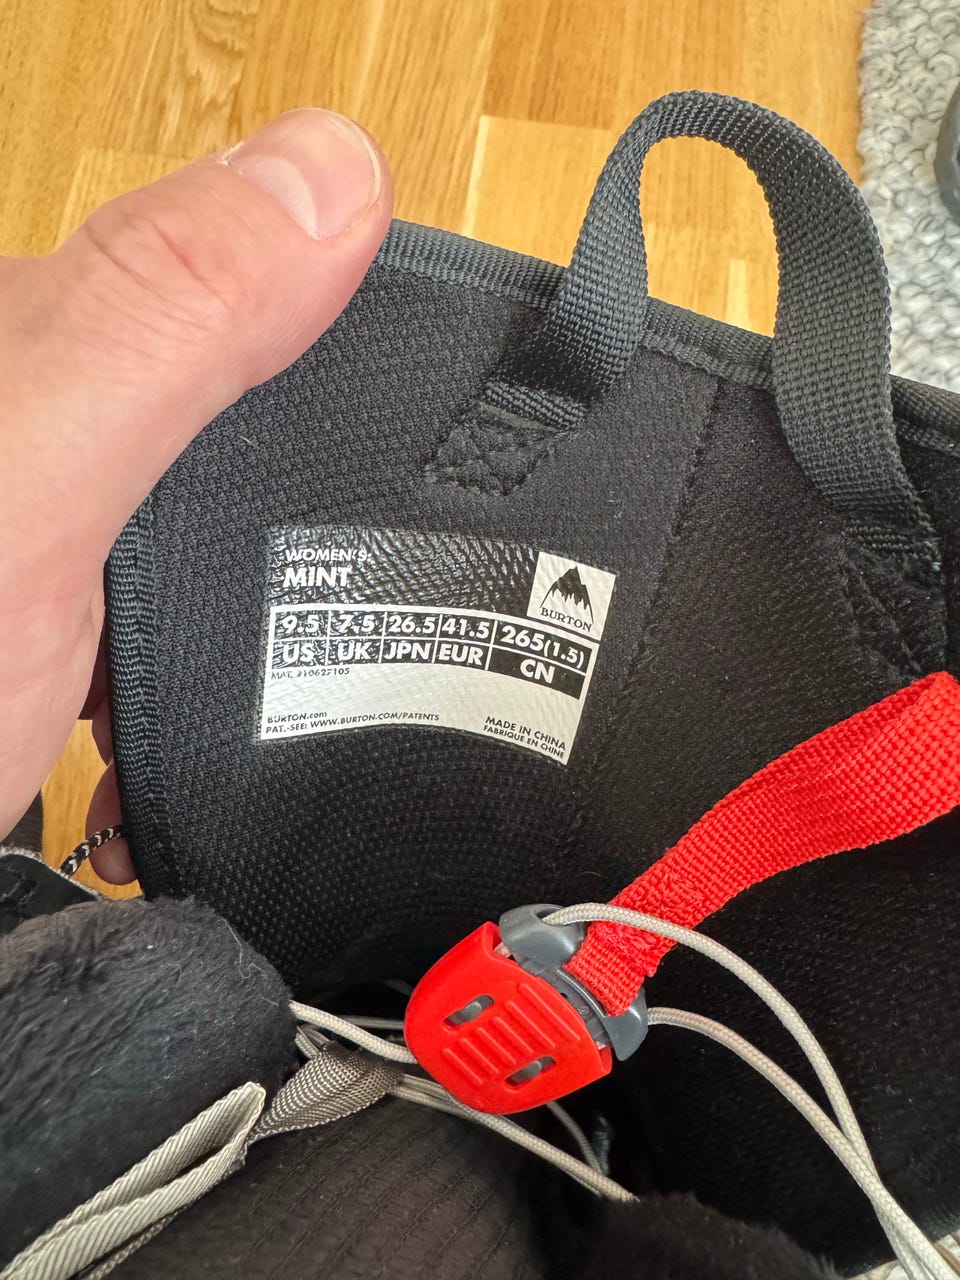 WOMEN'S:
MINT
BURTON
9.5 7.5 26.5 41.5 265(1.5)
US UK JPN EUR CN
MAT. #10627105
BURTON.com
PAT.-SEE: WWW.BURTON.COM/PATENTS
MADE IN CHINA
FABRIQUE EN CHINE